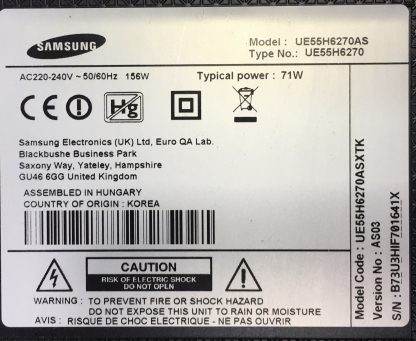 SAMSUNG
Model : UE55H6270AS
Type No.: UE55H6270
AC220-240V ~ 50/60Hz 156W
Typical power : 71W
CE
Hg
Samsung Electronics (UK) Ltd, Euro QA Lab.
Blackbushe Business Park
Saxony Way, Yateley, Hampshire
GU46 6GG United Kingdom
ASSEMBLED IN HUNGARY
COUNTRY OF ORIGIN : KOREA
CAUTION
RISK OF ELECTRIC SHOCK
DO NOT OPEN
WARNING : TO PREVENT FIRE OR SHOCK HAZARD
DO NOT EXPOSE THIS UNIT TO RAIN OR MOISTURE
AVIS : RISQUE DE CHOC ELECTRIQUE - NE PAS OUVRIR
Model Code : UE55H6270ASXTK
Version No : AS03
S/N : B73U3HIF701641X